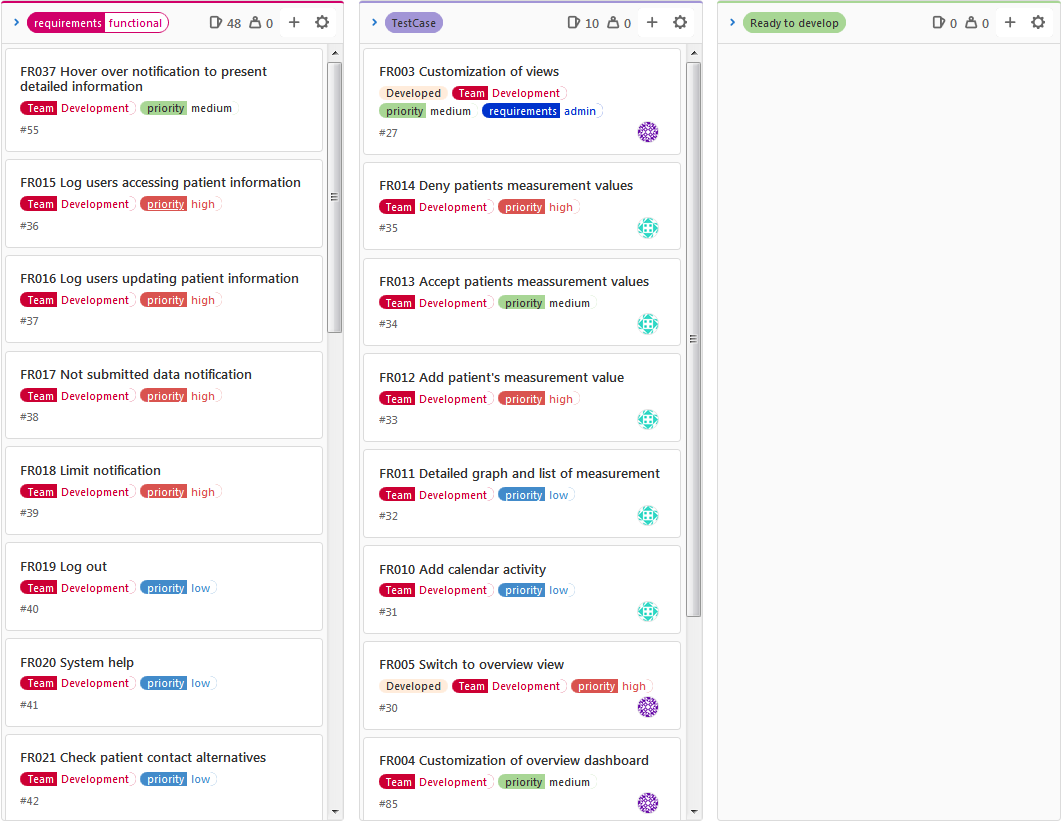 requirements functional 48 0
FR037 Hover over notification to present
detailed information
Team Development priority medium
#55
FR015 Log users accessing patient information
Team Development priority high
#36
FR016 Log users updating patient information
Team Development priority high
#37
FR017 Not submitted data notification
Team Development priority high
#38
FR018 Limit notification
Team Development priority high
#39
FR019 Log out
Team Development priority low
#40
FR020 System help
Team Development priority low
#41
FR021 Check patient contact alternatives
Team Development priority low
#42
TestCase 10 0
FR003 Customization of views
Developed Team Development
priority medium requirements admin
#27
FR014 Deny patients measurement values
Team Development priority high
#35
FR013 Accept patients meassurement values
Team Development priority medium
#34
FR012 Add patient's measurement value
Team Development priority high
#33
FR011 Detailed graph and list of measurement
Team Development priority low
#32
FR010 Add calendar activity
Team Development priority low
#31
FR005 Switch to overview view
Developed Team Development priority high
#30
FR004 Customization of overview dashboard
Team Development priority medium
#85
Ready to develop 0 0